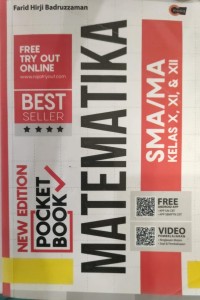 Farid Hirji Badruzzaman
FREE
TRY OUT
ONLINE
BEST
SELLER
NEW EDITION
POCKET
BOOK
MATEMATIKA
SMA/MA
KELAS X, XI, & XII
FREE
VIDEO